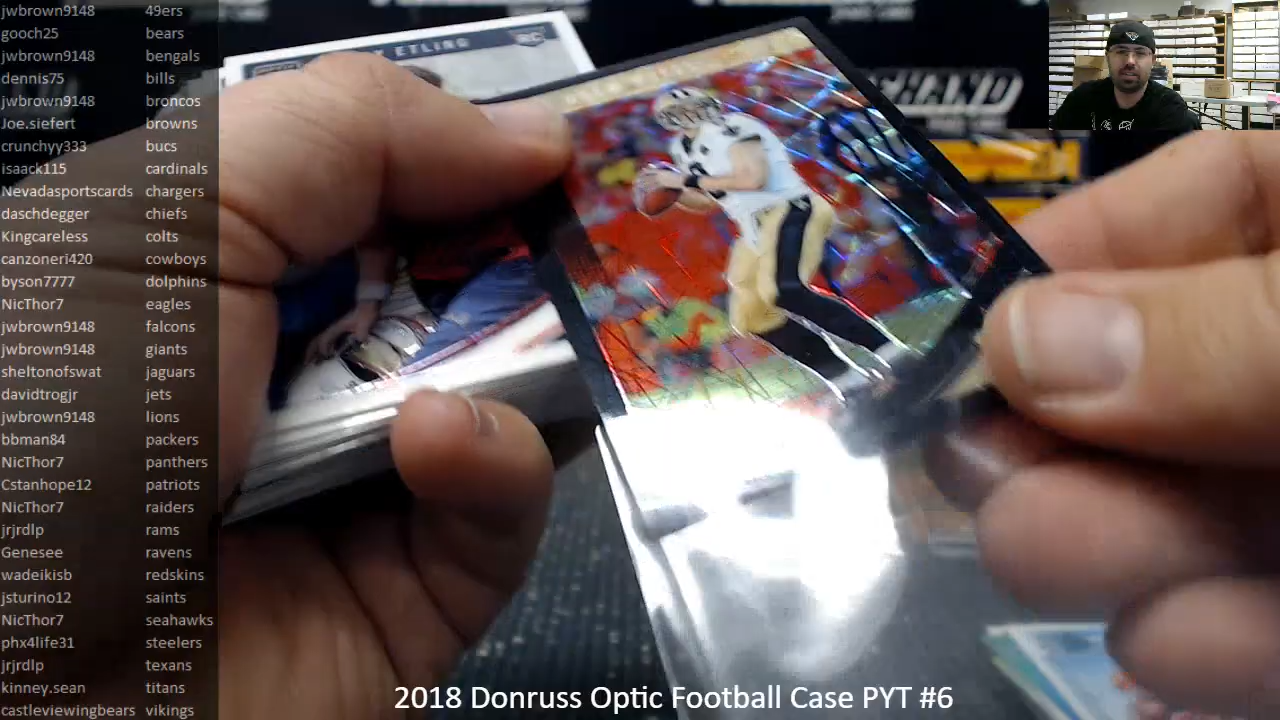 jwbrown9148 49ers
gooch25 bears
jwbrown9148 bengals
dennis75 bills
jwbrown9148 broncos
Joe.siefert browns
crunchyy333 bucs
isaack115 cardinals
Nevadasportscards chargers
daschdegger chiefs
Kingcareless colts
canzoneri420 cowboys
byson7777 dolphins
NicThor7 eagles
jwbrown9148 falcons
jwbrown9148 giants
sheltonofswat jaguars
davidtrogjr jets
jwbrown9148 lions
bbman84 packers
NicThor7 panthers
Cstanhope12 patriots
NicThor7 raiders
jrjrdlp rams
Genesee ravens
wadeikisb redskins
jsturino12 saints
NicThor7 seahawks
phx4life31 steelers
jrjrdlp texans
kinney.sean titans
castleviewingbears vikings
ETLING RC
2018 Donruss Optic Football Case PYT #6